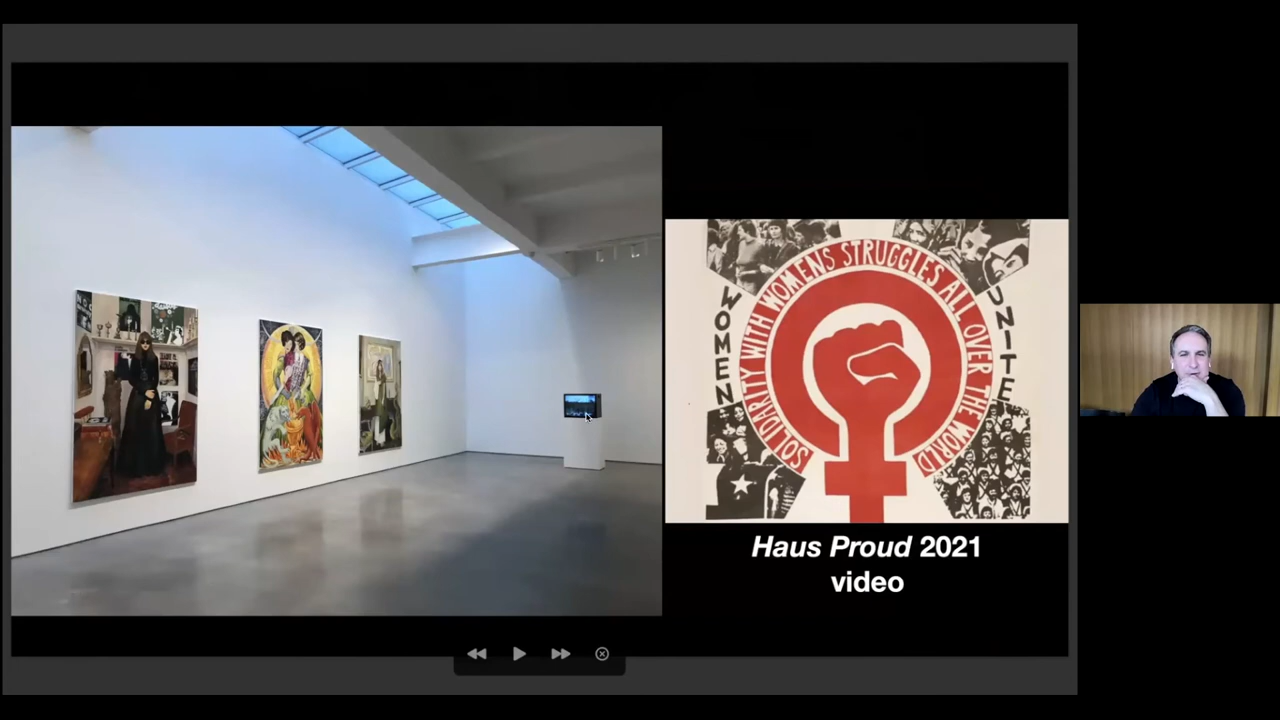 SOLIDARITY WITH WOMENS STRUGGLES ALL OVER THE WORLD
WOMEN
UNITE
Haus Proud 2021
video